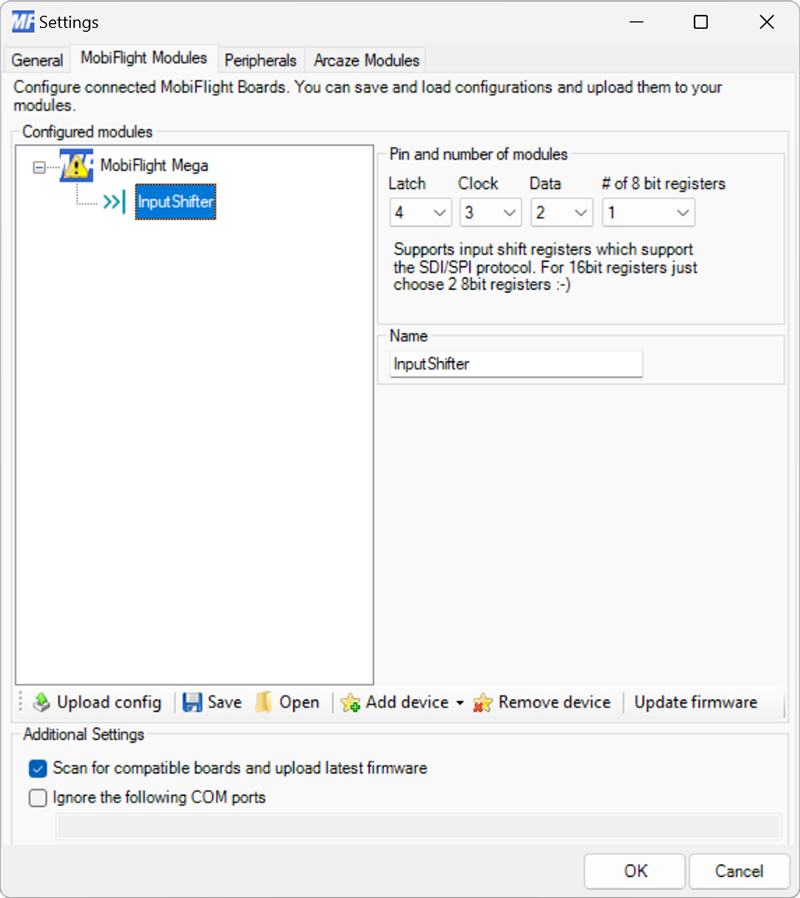 MF Settings
General MobiFlight Modules Peripherals Arcaze Modules
Configure connected MobiFlight Boards. You can save and load configurations and upload them to your
modules.
Configured modules
MobiFlight Mega
InputShifter
Pin and number of modules
Latch Clock Data # of 8 bit registers
4 3 2 1
Supports input shift registers which support
the SDI/SPI protocol. For 16bit registers just
choose 2 8bit registers :-)
Name
InputShifter
Upload config Save Open Add device Remove device Update firmware
Additional Settings
Scan for compatible boards and upload latest firmware
Ignore the following COM ports
OK Cancel